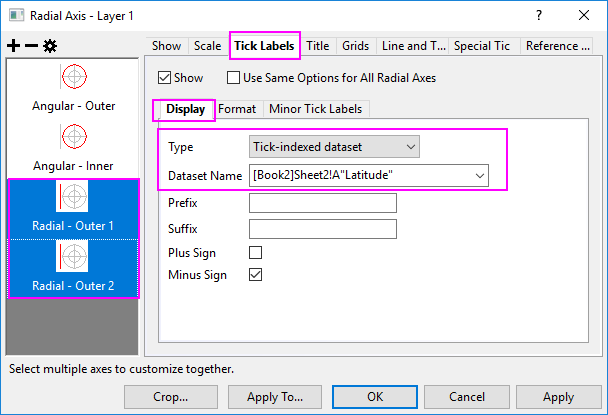 Radial Axis - Layer 1
Show Scale Tick Labels Title Grids Line and T... Special Tic Reference ...
Show Use Same Options for All Radial Axes
Angular - Outer
Angular - Inner
Radial - Outer 1
Radial - Outer 2
Display Format Minor Tick Labels
Type Tick-indexed dataset
Dataset Name [Book2]Sheet2!A"Latitude"
Prefix
Suffix
Plus Sign
Minus Sign
Select multiple axes to customize together.
Crop... Apply To... OK Cancel Apply